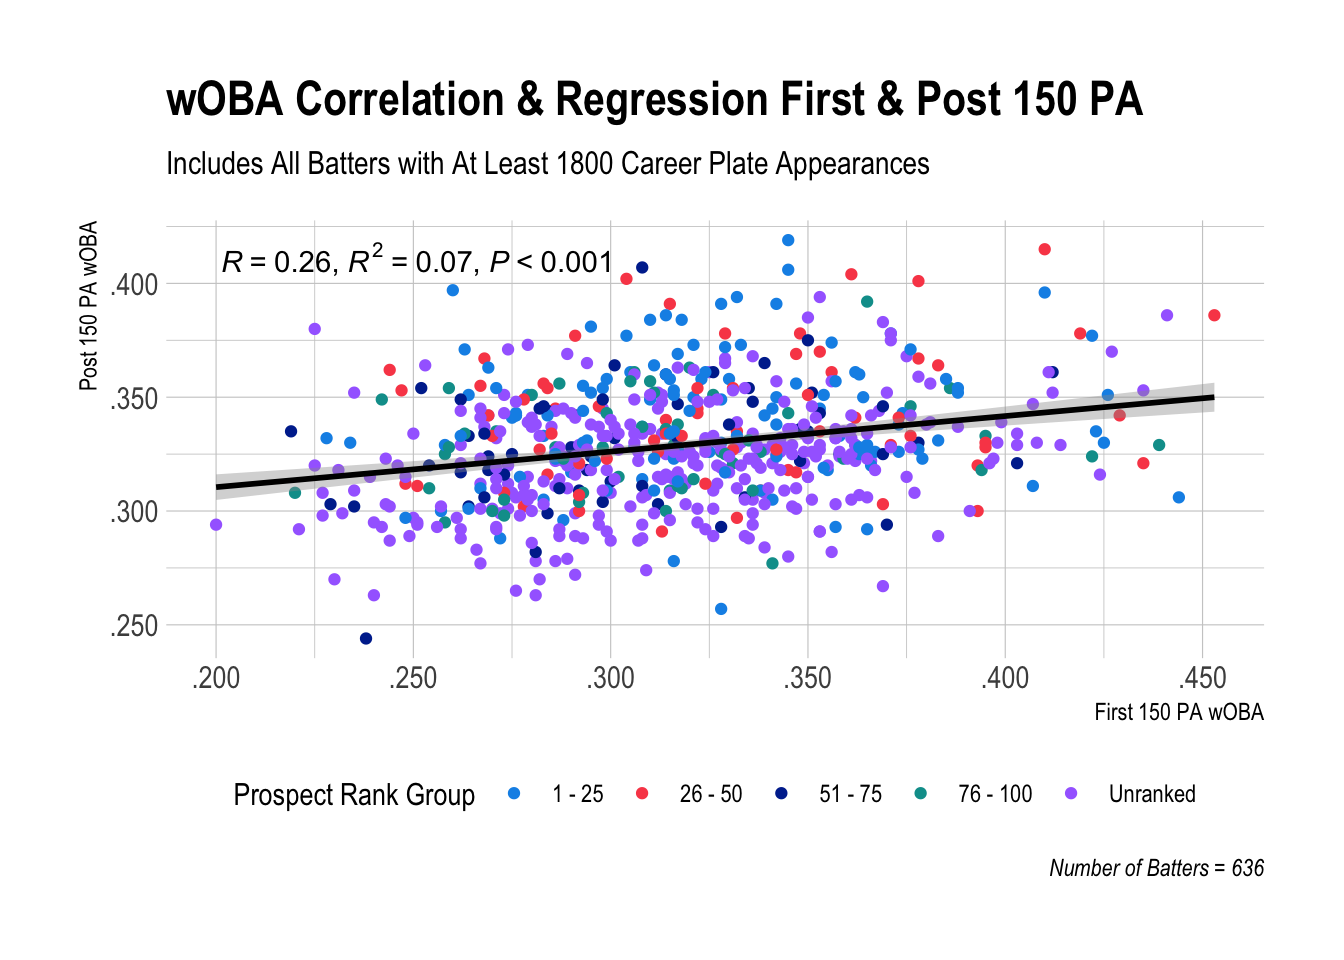 wOBA Correlation & Regression First & Post 150 PA
Includes All Batters with At Least 1800 Career Plate Appearances
Post 150 PA wOBA
R = 0.26, R² = 0.07, P < 0.001
.400
.350
.300
.250
.200 .250 .300 .350 .400 .450
First 150 PA wOBA
Prospect Rank Group 1 - 25 26 - 50 51 - 75 76 - 100 Unranked
Number of Batters = 636